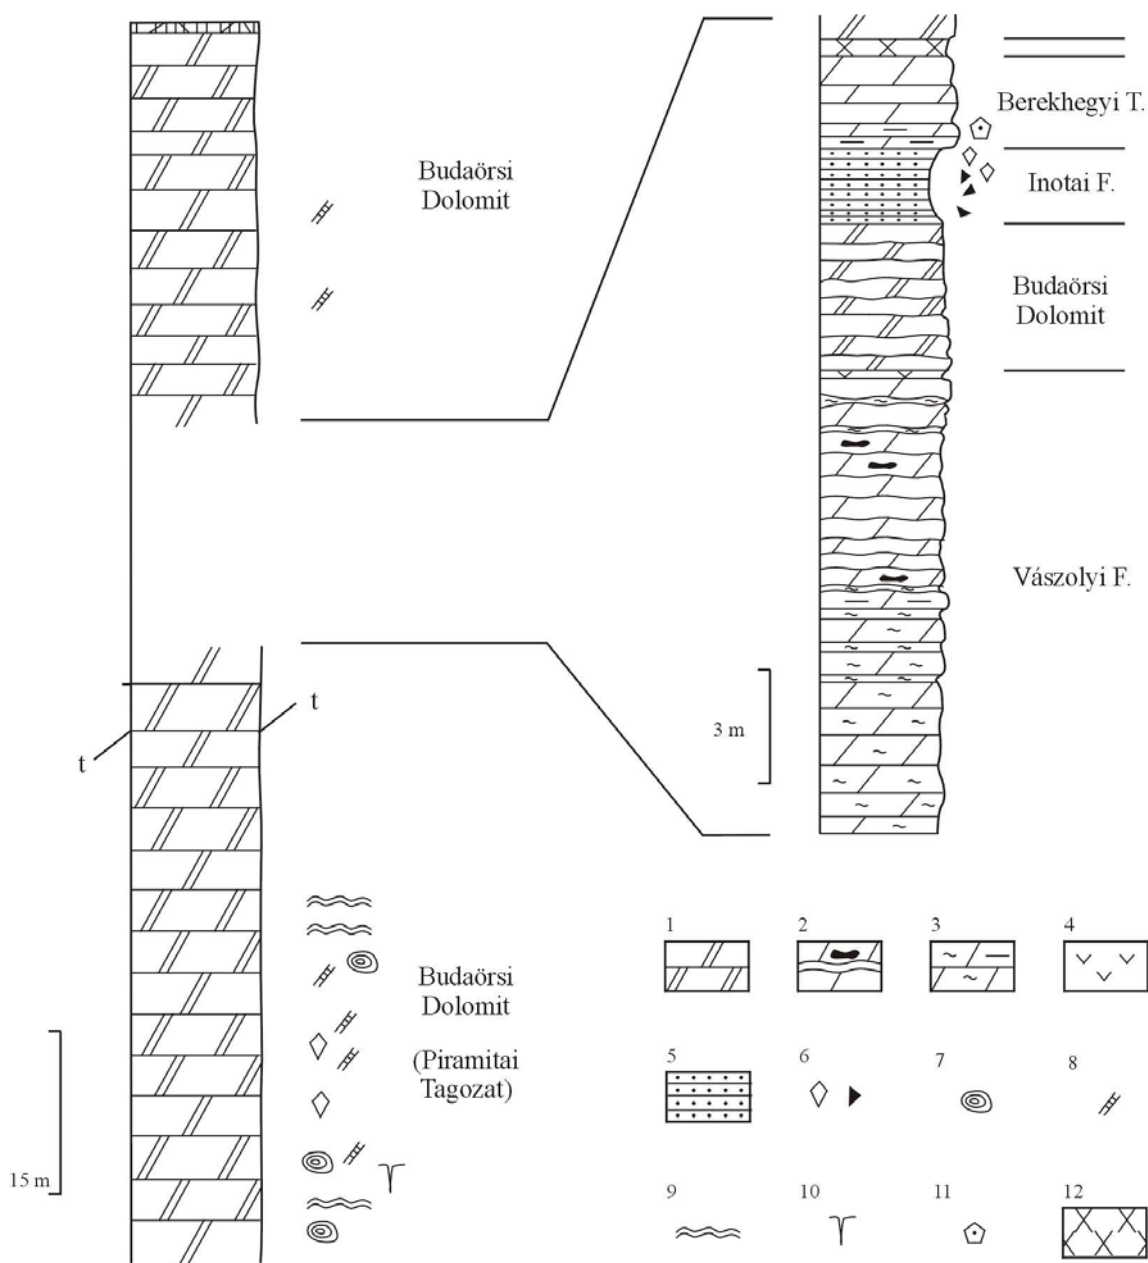 Budaörsi
Dolomit
t
t
15 m
Budaörsi
Dolomit
(Piramitai
Tagozat)
Berekhegyi T.
Inotai F.
Budaörsi
Dolomit
Vászolyi F.
3 m
1 2 3 4
5 6 7 8
9 10 11 12